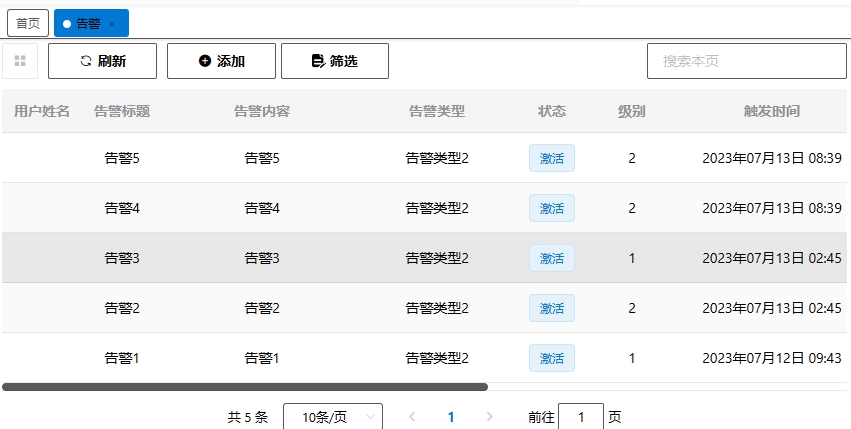 首页 告警 ×
刷新 添加 筛选 搜索本页
用户姓名 告警标题 告警内容 告警类型 状态 级别 触发时间
告警5 告警5 告警类型2 激活 2 2023年07月13日 08:39
告警4 告警4 告警类型2 激活 2 2023年07月13日 08:39
告警3 告警3 告警类型2 激活 1 2023年07月13日 02:45
告警2 告警2 告警类型2 激活 2 2023年07月13日 02:45
告警1 告警1 告警类型2 激活 1 2023年07月12日 09:43
共 5 条 10条/页 1 前往 1 页